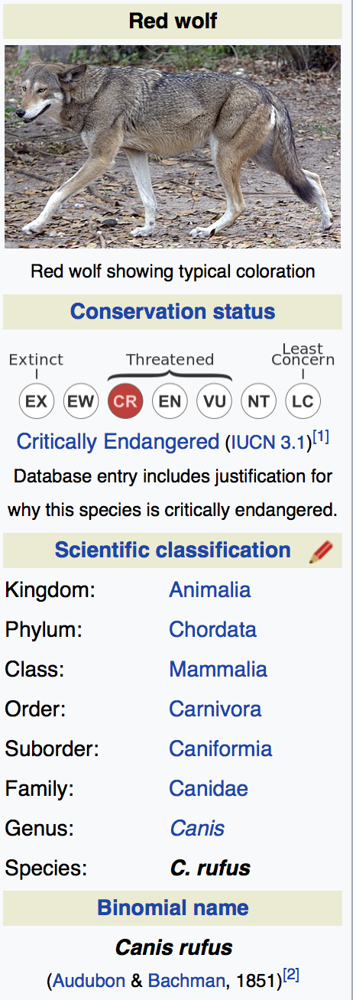 Red wolf
Red wolf showing typical coloration
Conservation status
Extinct
Threatened
Least
Concern
EX EW CR EN VU NT LC
Critically Endangered (IUCN 3.1)[1]
Database entry includes justification for
why this species is critically endangered.
Scientific classification
Kingdom: Animalia
Phylum: Chordata
Class: Mammalia
Order: Carnivora
Suborder: Caniformia
Family: Canidae
Genus: Canis
Species: C. rufus
Binomial name
Canis rufus
(Audubon & Bachman, 1851)[2]